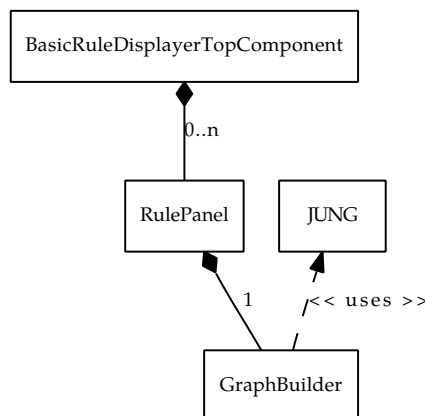 BasicRuleDisplayerTopComponent
0..n
RulePanel
JUNG
1
<< uses >>
GraphBuilder